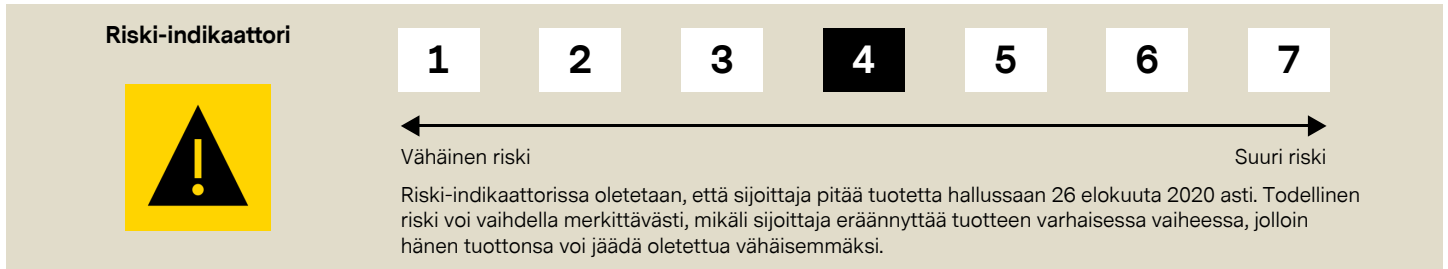 Riski-indikaattori
1 2 3 4 5 6 7
Vähäinen riski Suuri riski
Riski-indikaattorissa oletetaan, että sijoittaja pitää tuotetta hallussaan 26 elokuuta 2020 asti. Todellinen
riski voi vaihdella merkittävästi, mikäli sijoittaja eräännyttää tuotteen varhaisessa vaiheessa, jolloin
hänen tuottonsa voi jäädä oletettua vähäisemmäksi.